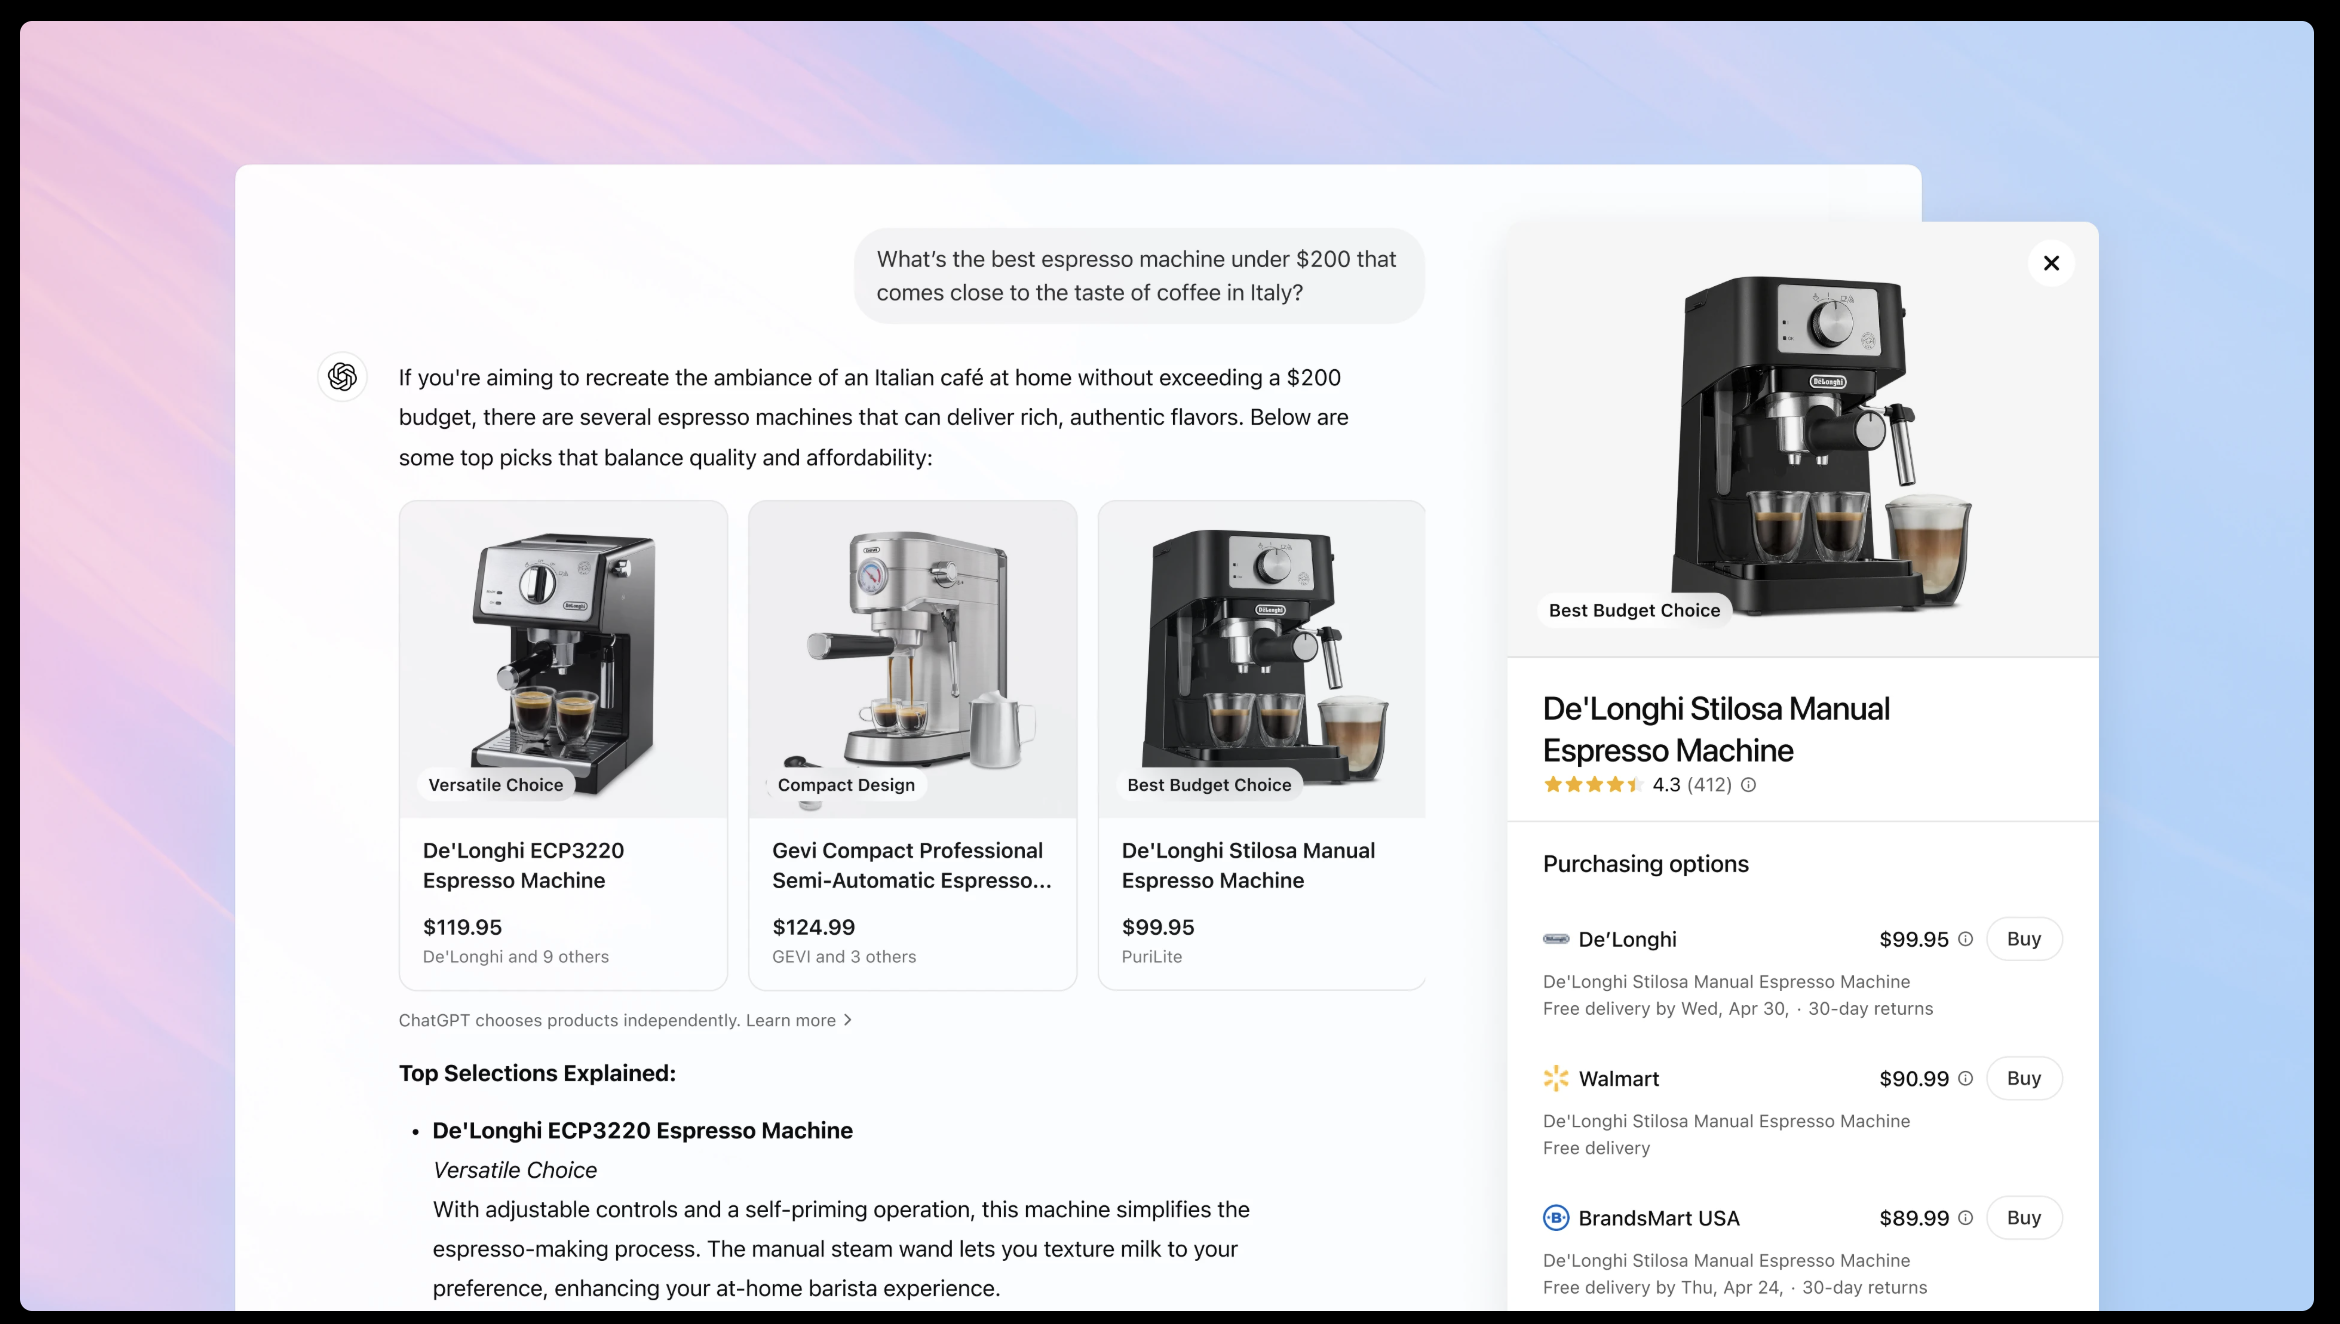 What’s the best espresso machine under $200 that
comes close to the taste of coffee in Italy?
If you're aiming to recreate the ambiance of an Italian café at home without exceeding a $200
budget, there are several espresso machines that can deliver rich, authentic flavors. Below are
some top picks that balance quality and affordability:
Versatile Choice
De'Longhi ECP3220
Espresso Machine
$119.95
De'Longhi and 9 others
Compact Design
Gevi Compact Professional
Semi-Automatic Espresso...
$124.99
GEVI and 3 others
De'Longhi
Best Budget Choice
De'Longhi Stilosa Manual
Espresso Machine
$99.95
PuriLite
ChatGPT chooses products independently. Learn more
Top Selections Explained:
• De'Longhi ECP3220 Espresso Machine
Versatile Choice
With adjustable controls and a self-priming operation, this machine simplifies the
espresso-making process. The manual steam wand lets you texture milk to your
preference, enhancing your at-home barista experience.
De'Longhi
Best Budget Choice
De'Longhi Stilosa Manual
Espresso Machine
4.3 (412)
Purchasing options
De’Longhi $99.95 Buy
De'Longhi Stilosa Manual Espresso Machine
Free delivery by Wed, Apr 30, · 30-day returns
Walmart $90.99 Buy
De'Longhi Stilosa Manual Espresso Machine
Free delivery
B BrandsMart USA $89.99 Buy
De'Longhi Stilosa Manual Espresso Machine
Free delivery by Thu, Apr 24, · 30-day returns